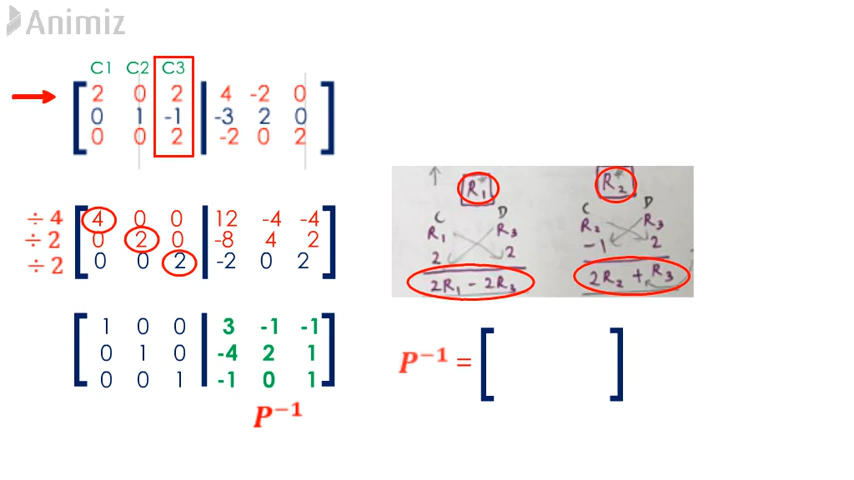 Animiz
C1 C2 C3
2 0 2 4 -2 0
0 1 -1 -3 2 0
0 0 2 -2 0 2
÷ 4 4 0 0 12 -4 -4
÷ 2 0 2 0 -8 4 2
÷ 2 0 0 2 -2 0 2
1 0 0 3 -1 -1
0 1 0 -4 2 1
0 0 1 -1 0 1
P⁻¹
R₁*
C D
R₁ R₃
2 2
2R₁ - 2R₃
R₂*
C D
R₂ R₃
-1 2
2R₂ + R₃
P⁻¹ = [ ]